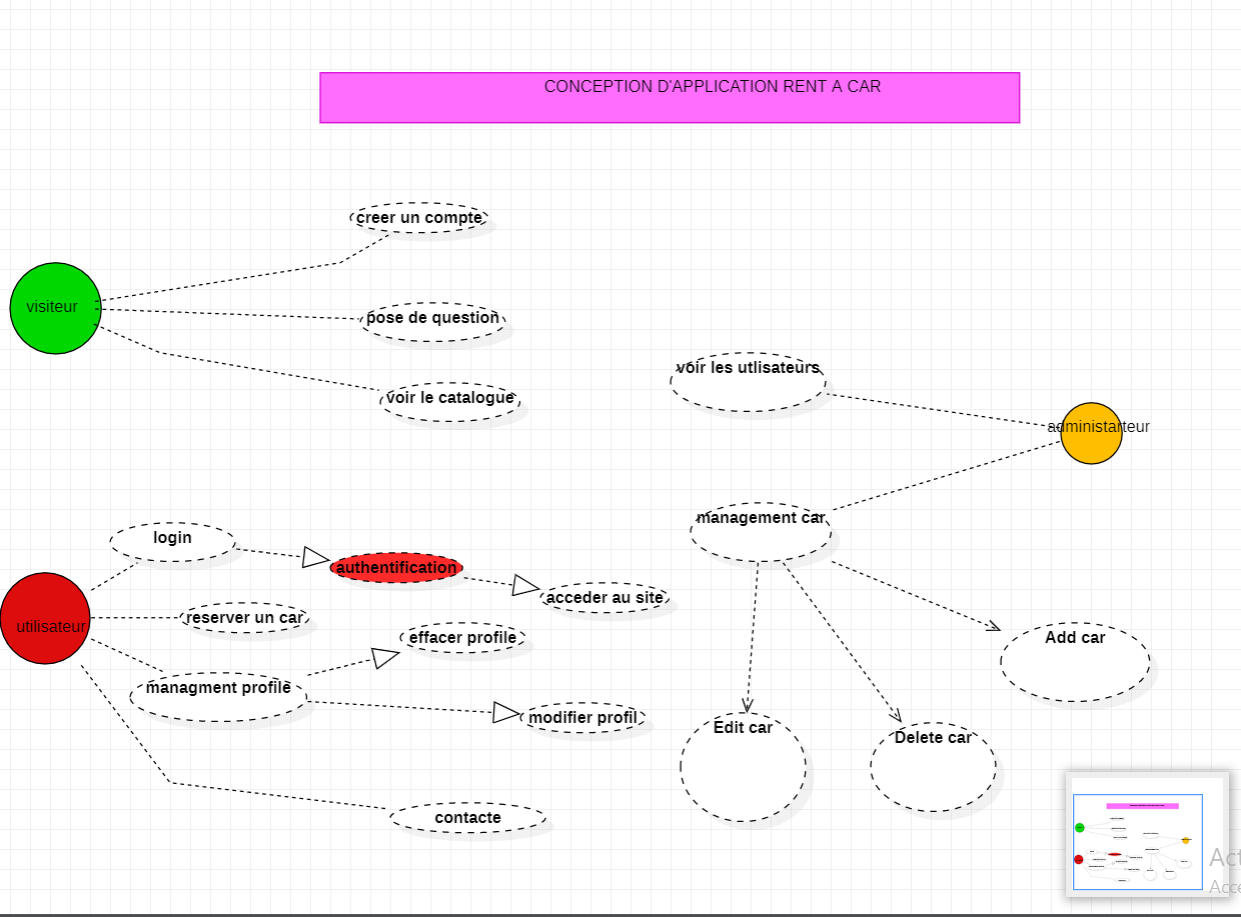 CONCEPTION D'APPLICATION RENT A CAR
creer un compte
visiteur
pose de question
voir le catalogue
voir les utlisateurs
administarteur
management car
login
authentification
acceder au site
reserver un car
utilisateur
effacer profile
Add car
managment profile
modifier profil
Edit car
Delete car
contacte